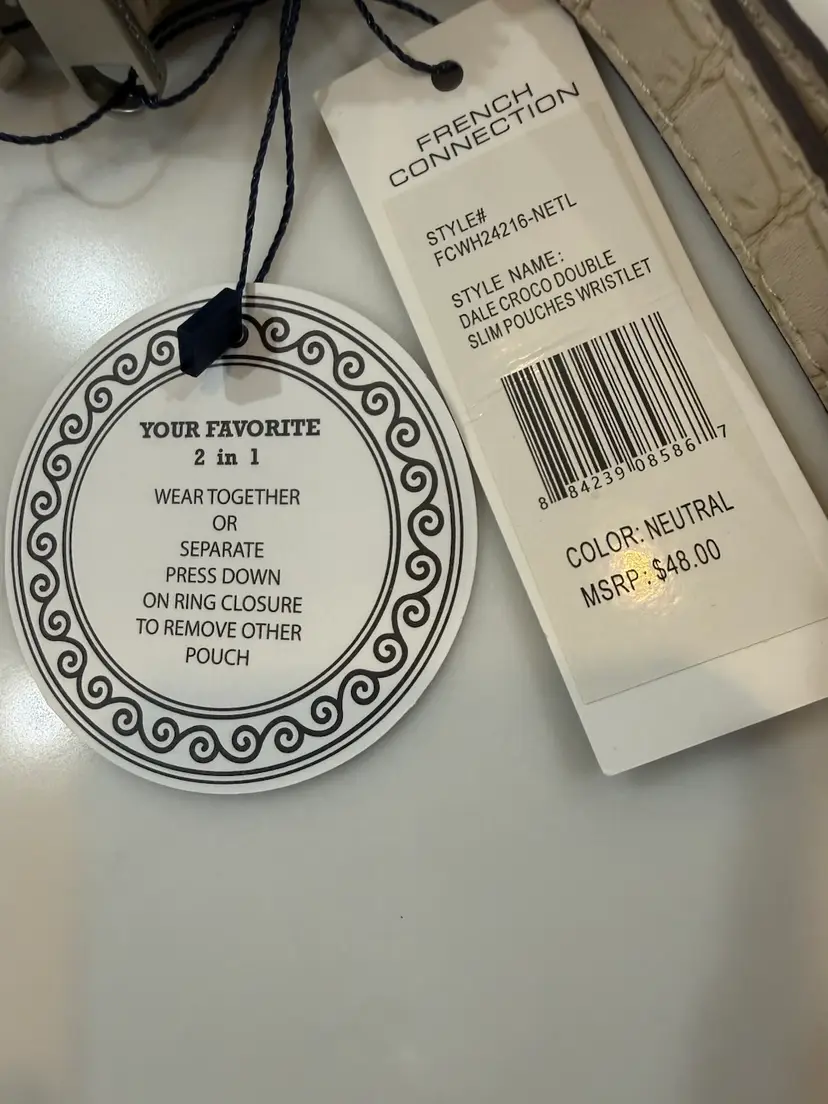 YOUR FAVORITE
2 in 1
WEAR TOGETHER
OR
SEPARATE
PRESS DOWN
ON RING CLOSURE
TO REMOVE OTHER
POUCH
FRENCH
CONNECTION
STYLE#
FCWH24216-NETL
STYLE NAME:
DALE CROCO DOUBLE
SLIM POUCHES WRISTLET
8 84239 08586 7
COLOR: NEUTRAL
MSRP: $48.00